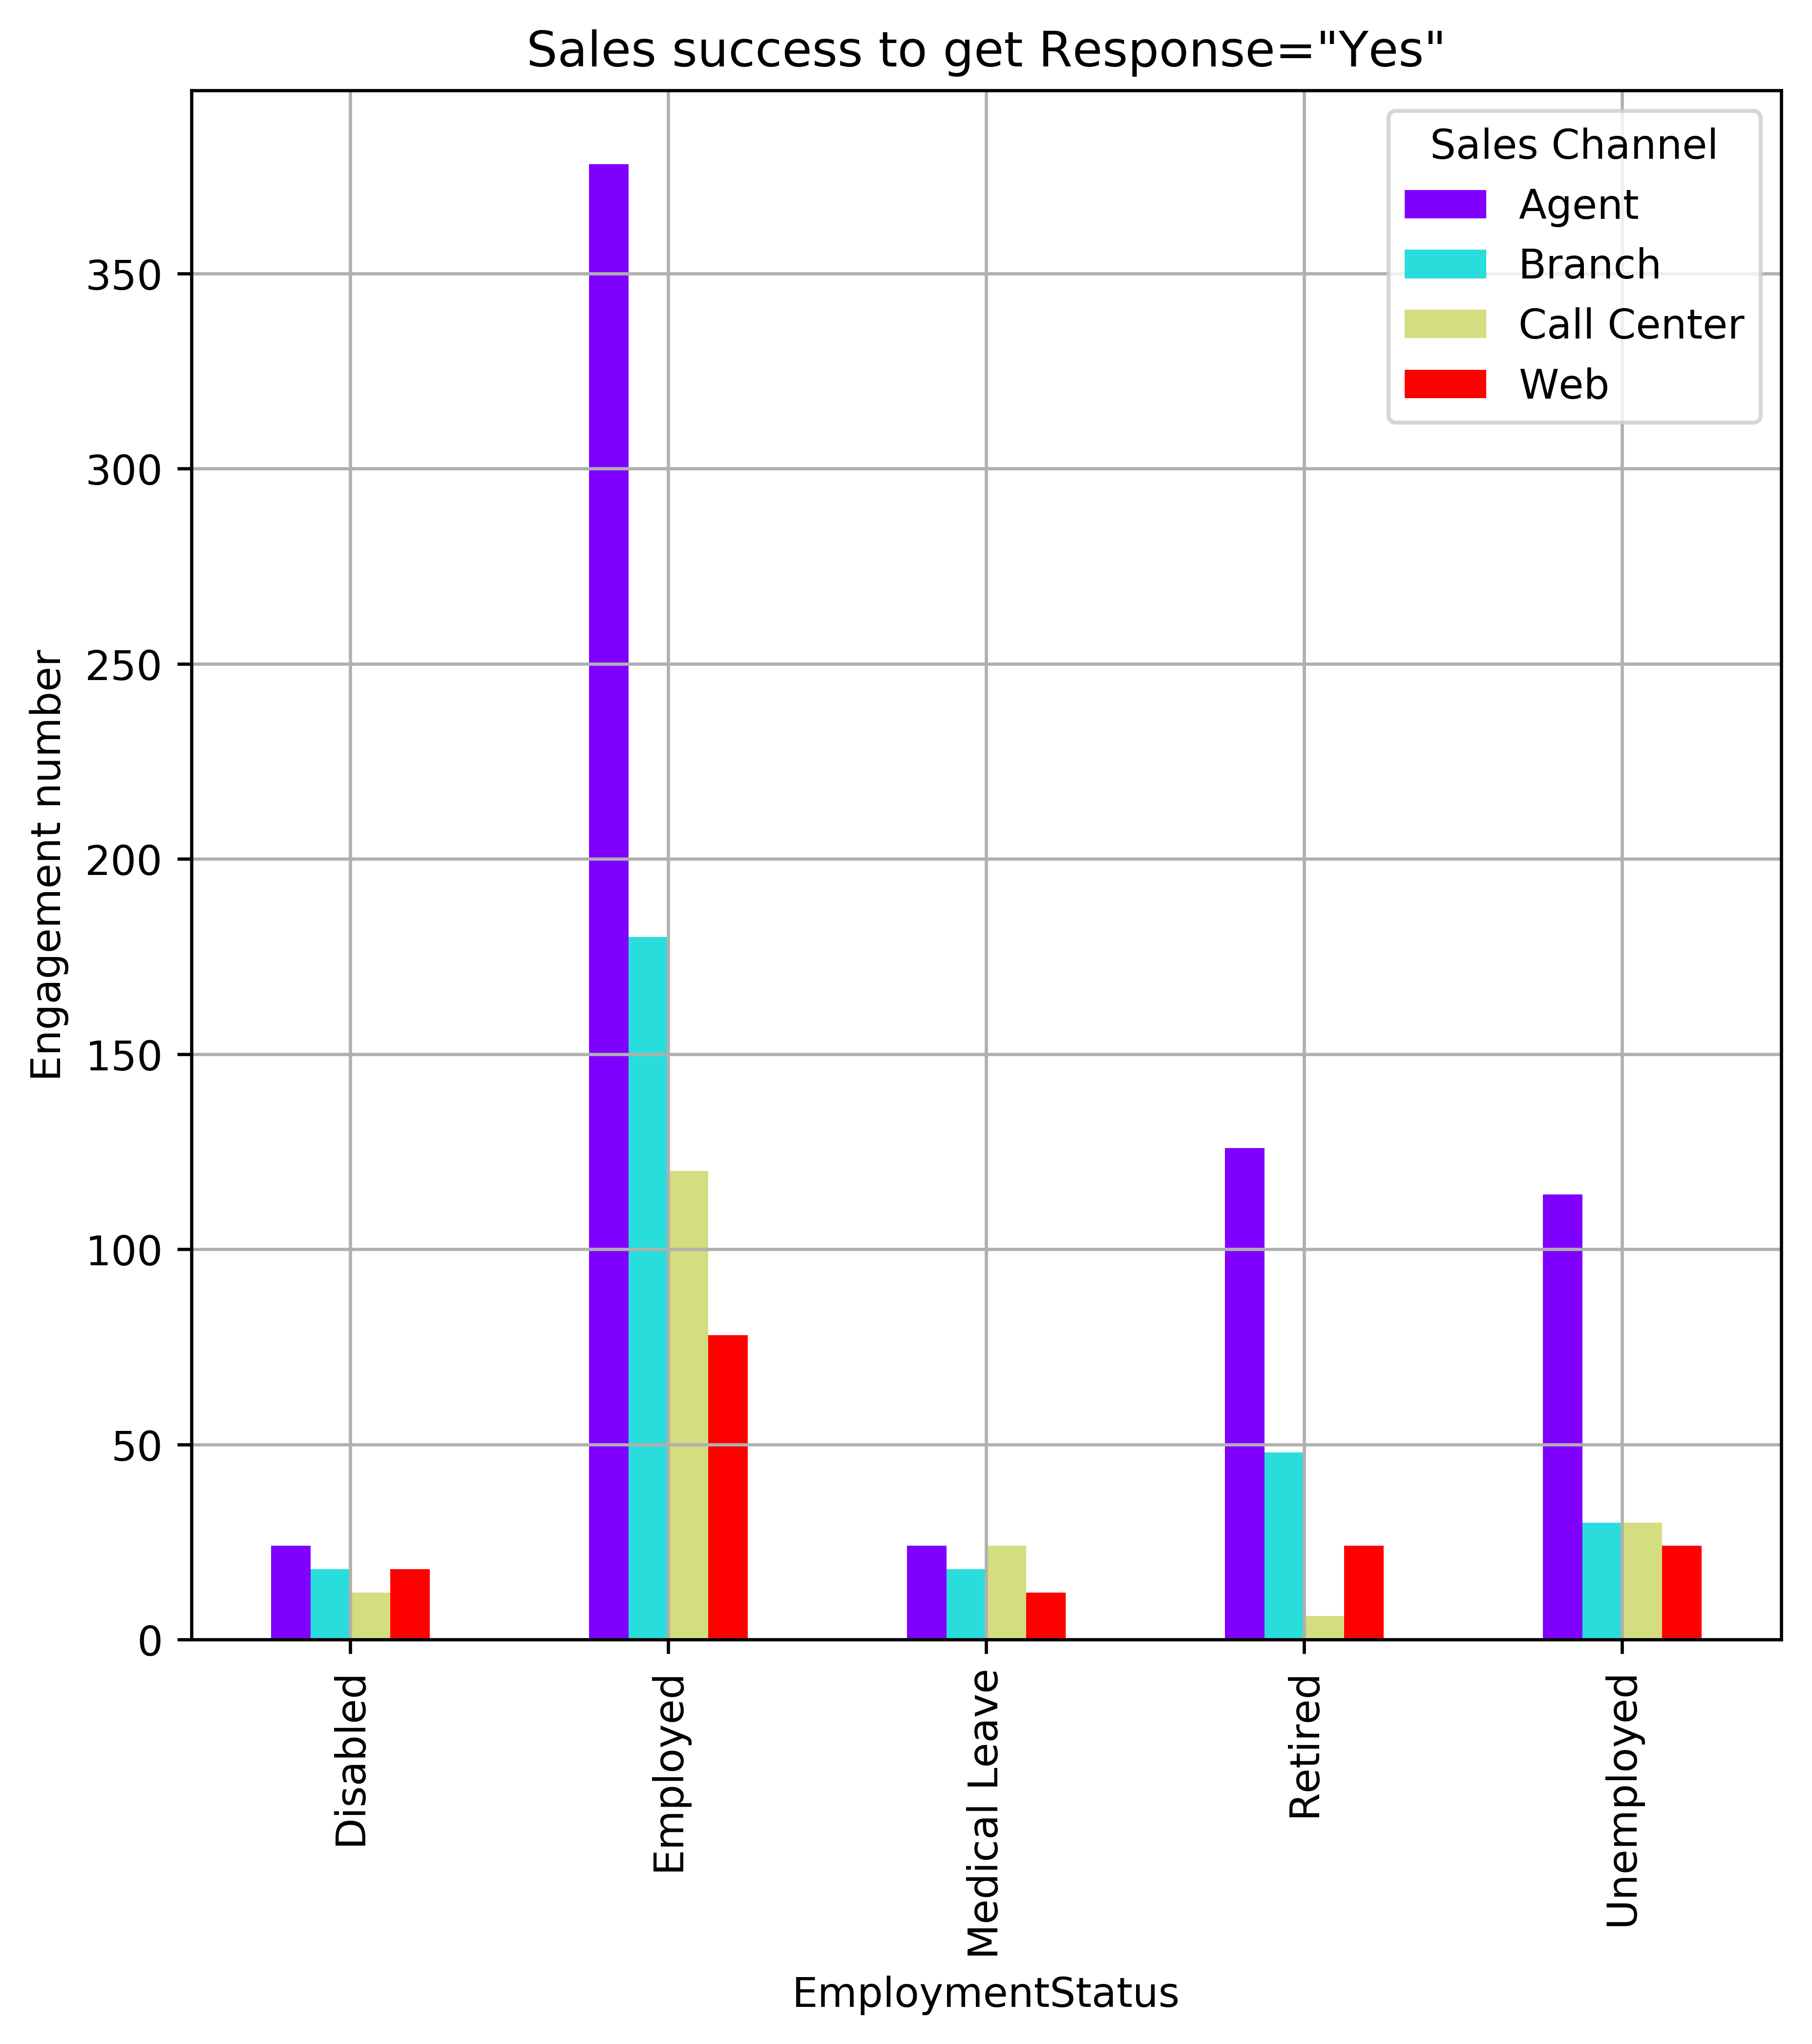 Sales success to get Response="Yes"
Sales Channel
Agent
Branch
Call Center
Web
Engagement number
350
300
250
200
150
100
50
0
Disabled
Employed
Medical Leave
Retired
Unemployed
EmploymentStatus